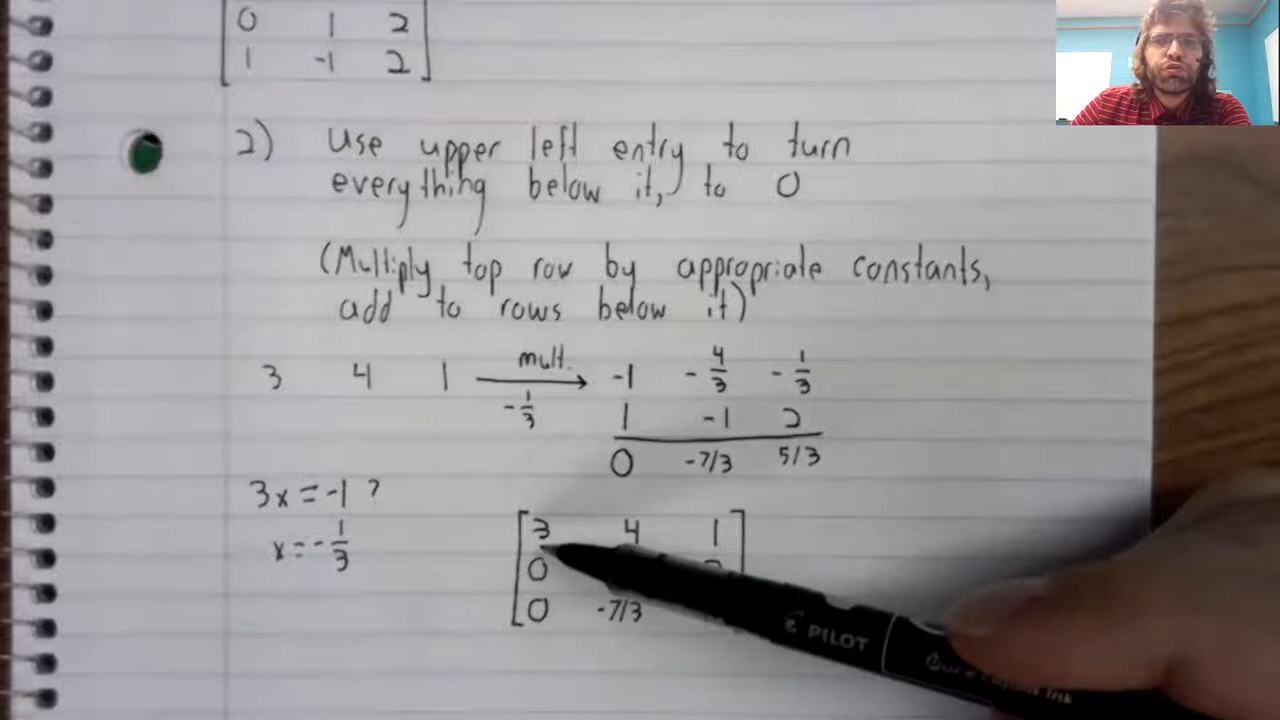 0 1 2
1 -1 2
2) Use upper left entry to turn
everything below it, to 0
(Multiply top row by appropriate constants,
add to rows below it)
3 4 1 mult. -1/3 → -1 -4/3 -1/3
1 -1 2
0 -7/3 5/3
3x = -1 ?
x = -1/3
3 4 1
0
0 -7/3
PILOT